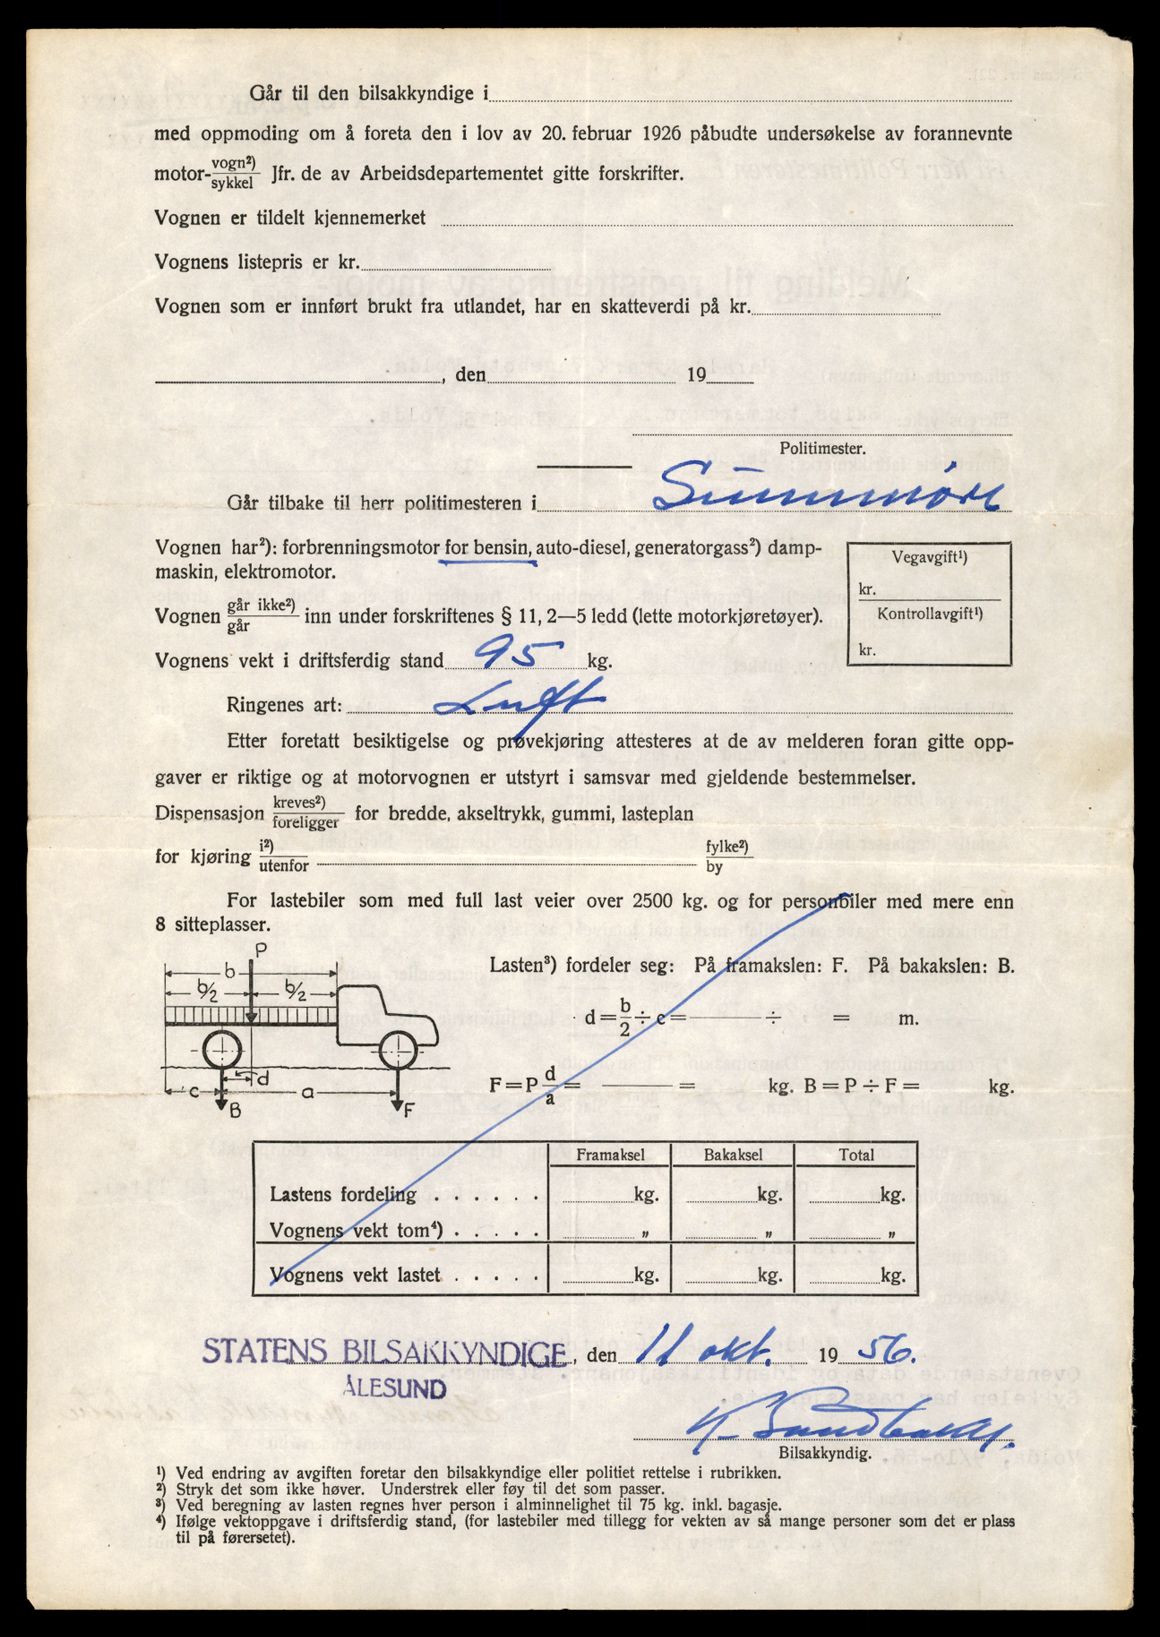 Går til den bilsakkyndige i
med oppmoding om å foreta den i lov av 20. februar 1926 påbudte undersøkelse av forannevnte
motor- vogn²) / sykkel Jfr. de av Arbeidsdepartementet gitte forskrifter.
Vognen er tildelt kjennemerket
Vognens listepris er kr.
Vognen som er innført brukt fra utlandet, har en skatteverdi på kr.
, den 19
Politimester.
Går tilbake til herr politimesteren i Sunnmøre
Vognen har²): forbrenningsmotor for bensin, auto-diesel, generatorgass²) damp-
maskin, elektromotor.
Vegavgift¹)
kr.
Kontrollavgift¹)
kr.
Vognen går ikke²) / går inn under forskriftenes § 11, 2—5 ledd (lette motorkjøretøyer).
Vognens vekt i driftsferdig stand 95 kg.
Ringenes art: Luft
Etter foretatt besiktigelse og prøvekjøring attesteres at de av melderen foran gitte opp-
gaver er riktige og at motorvognen er utstyrt i samsvar med gjeldende bestemmelser.
Dispensasjon kreves²) / foreligger for bredde, akseltrykk, gummi, lasteplan
for kjøring i²) / utenfor fylke²) / by
For lastebiler som med full last veier over 2500 kg. og for personbiler med mere enn
8 sitteplasser.
P
b
b/2 b/2
d
c a
B F
Lasten³) fordeler seg: På framakslen: F. På bakakslen: B.
d = b/2 ÷ c = ÷ = m.
F = P d/a = = kg. B = P ÷ F = kg.
Framaksel Bakaksel Total
Lastens fordeling . . . . . . kg. kg. kg.
Vognens vekt tom⁴) . . . . . „ „ „
Vognens vekt lastet . . . . . kg. kg. kg.
STATENS BILSAKKYNDIGE, den 11 okt. 19 56.
ÅLESUND
Bilsakkyndig.
¹) Ved endring av avgiften foretar den bilsakkyndige eller politiet rettelse i rubrikken.
²) Stryk det som ikke høver. Understrek eller føy til det som passer.
³) Ved beregning av lasten regnes hver person i alminnelighet til 75 kg. inkl. bagasje.
⁴) Ifølge vektoppgave i driftsferdig stand, (for lastebiler med tillegg for vekten av så mange personer som det er plass
til på førersetet).